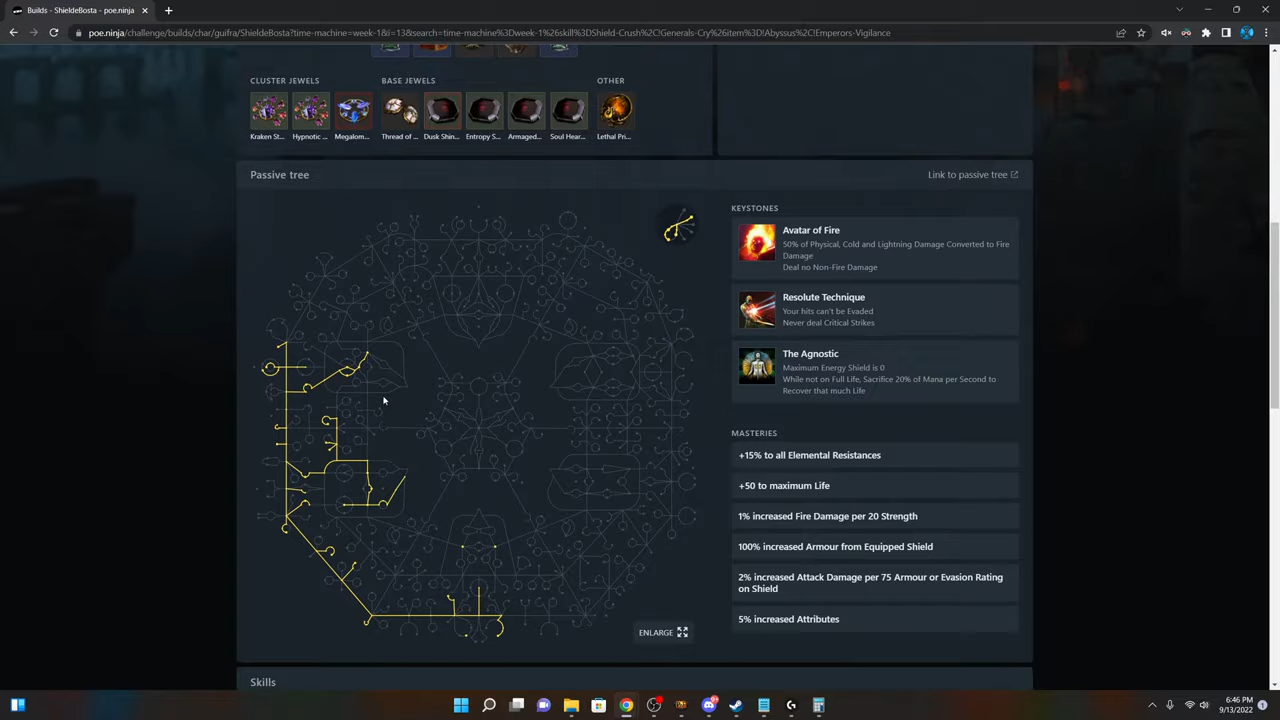 Builds - ShieldeBosta - poe.ninja
poe.ninja/challenge/builds/char/guifra/ShieldeBosta?time-machine=week-1&i=13&search=time-machine%3Dweek-1%26skill%3DShield-Crush%2C!Generals-Cry%26item%3D!Abyssus%2C!Emperors-Vigilance
CLUSTER JEWELS
BASE JEWELS
OTHER
Kraken St...
Hypnotic ...
Megalom...
Thread of ...
Dusk Shin...
Entropy S...
Armaged...
Soul Hear...
Lethal Pri...
Passive tree
Link to passive tree
KEYSTONES
Avatar of Fire
50% of Physical, Cold and Lightning Damage Converted to Fire
Damage
Deal no Non-Fire Damage
Resolute Technique
Your hits can't be Evaded
Never deal Critical Strikes
The Agnostic
Maximum Energy Shield is 0
While not on Full Life, Sacrifice 20% of Mana per Second to
Recover that much Life
MASTERIES
+15% to all Elemental Resistances
+50 to maximum Life
1% increased Fire Damage per 20 Strength
100% increased Armour from Equipped Shield
2% increased Attack Damage per 75 Armour or Evasion Rating
on Shield
5% increased Attributes
ENLARGE
Skills
6:46 PM
9/13/2022